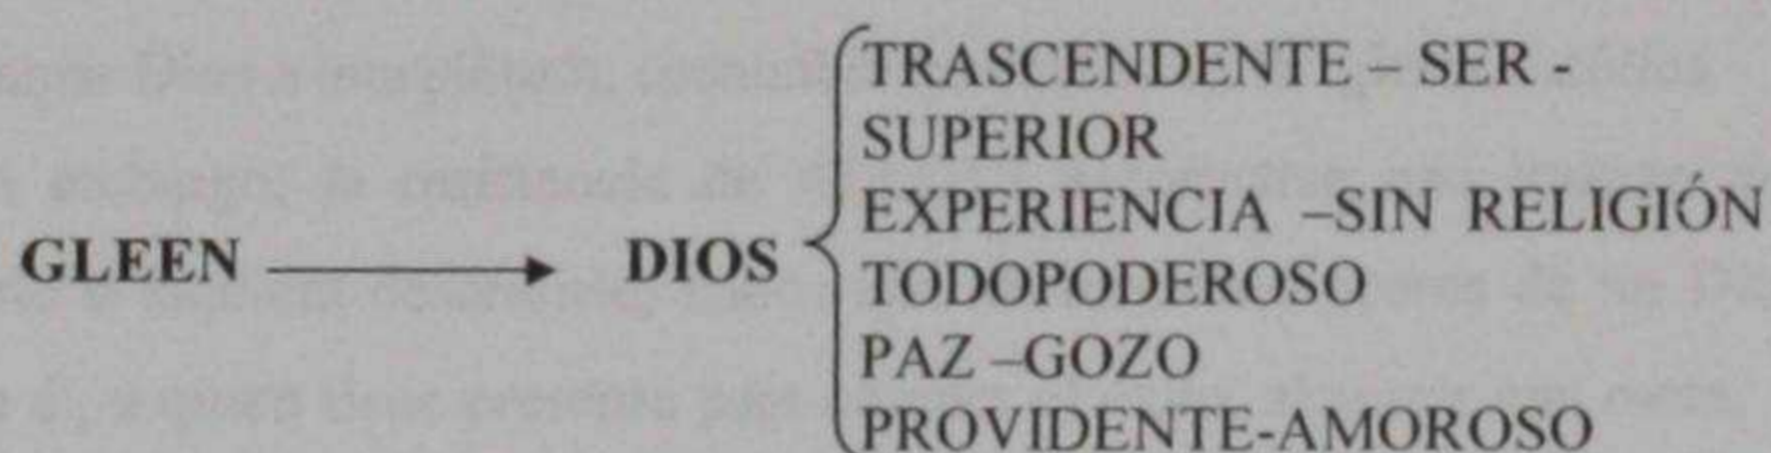 TRASCENDENTE – SER -
SUPERIOR
EXPERIENCIA –SIN RELIGIÓN
GLEEN DIOS
TODOPODEROSO
PAZ –GOZO
PROVIDENTE-AMOROSO